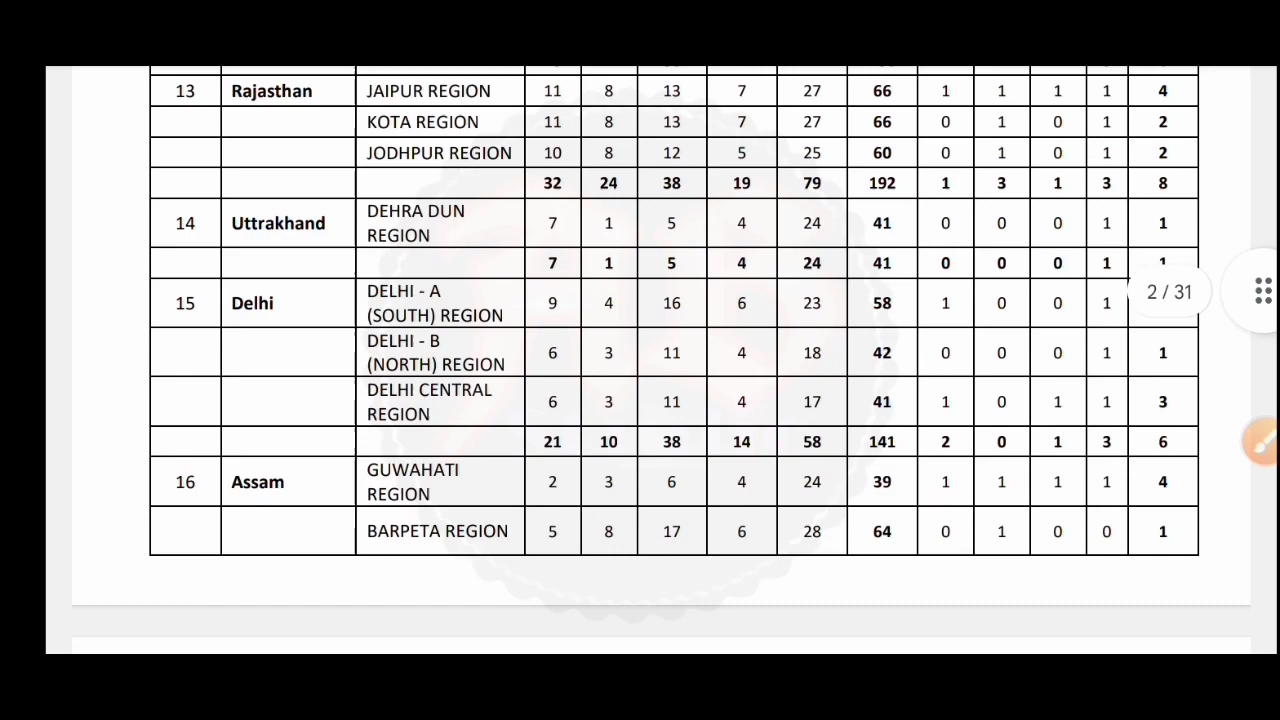 13 Rajasthan JAIPUR REGION 11 8 13 7 27 66 1 1 1 1 4
KOTA REGION 11 8 13 7 27 66 0 1 0 1 2
JODHPUR REGION 10 8 12 5 25 60 0 1 0 1 2
32 24 38 19 79 192 1 3 1 3 8
14 Uttrakhand DEHRA DUN
REGION 7 1 5 4 24 41 0 0 0 1 1
7 1 5 4 24 41 0 0 0 1
15 Delhi DELHI - A
(SOUTH) REGION 9 4 16 6 23 58 1 0 0 1
2 / 31
DELHI - B
(NORTH) REGION 6 3 11 4 18 42 0 0 0 1 1
DELHI CENTRAL
REGION 6 3 11 4 17 41 1 0 1 1 3
21 10 38 14 58 141 2 0 1 3 6
16 Assam GUWAHATI
REGION 2 3 6 4 24 39 1 1 1 1 4
BARPETA REGION 5 8 17 6 28 64 0 1 0 0 1